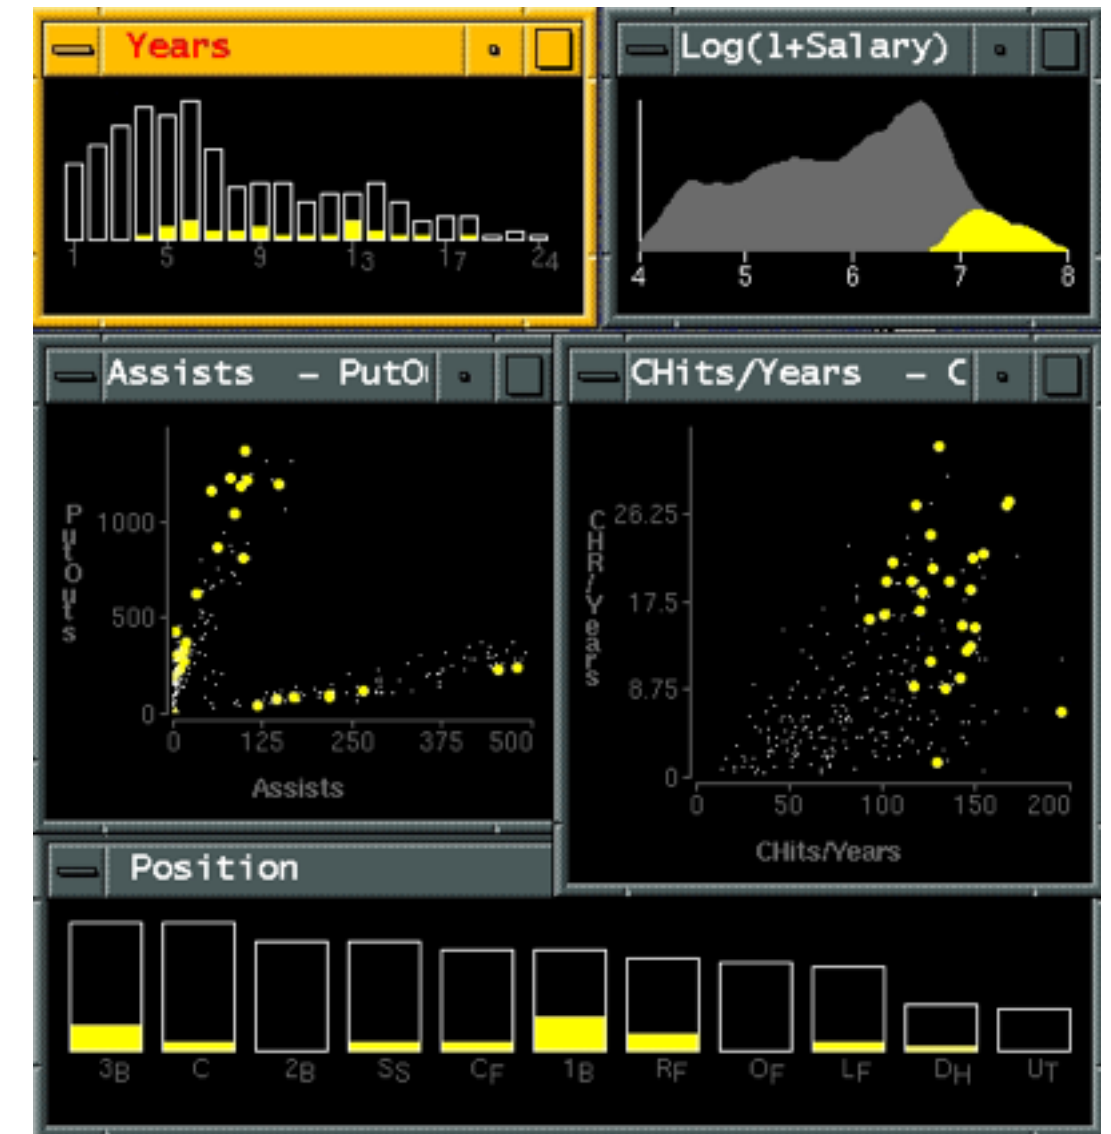 Years
Log(1+Salary)
1 5 9 13 17 24
4 5 6 7 8
Assists – PutO
CHits/Years – C
PutOuts
1000
500
0
0 125 250 375 500
Assists
CHR/Years
26.25
17.5
8.75
0
0 50 100 150 200
CHits/Years
Position
3B C 2B SS CF 1B RF OF LF DH UT